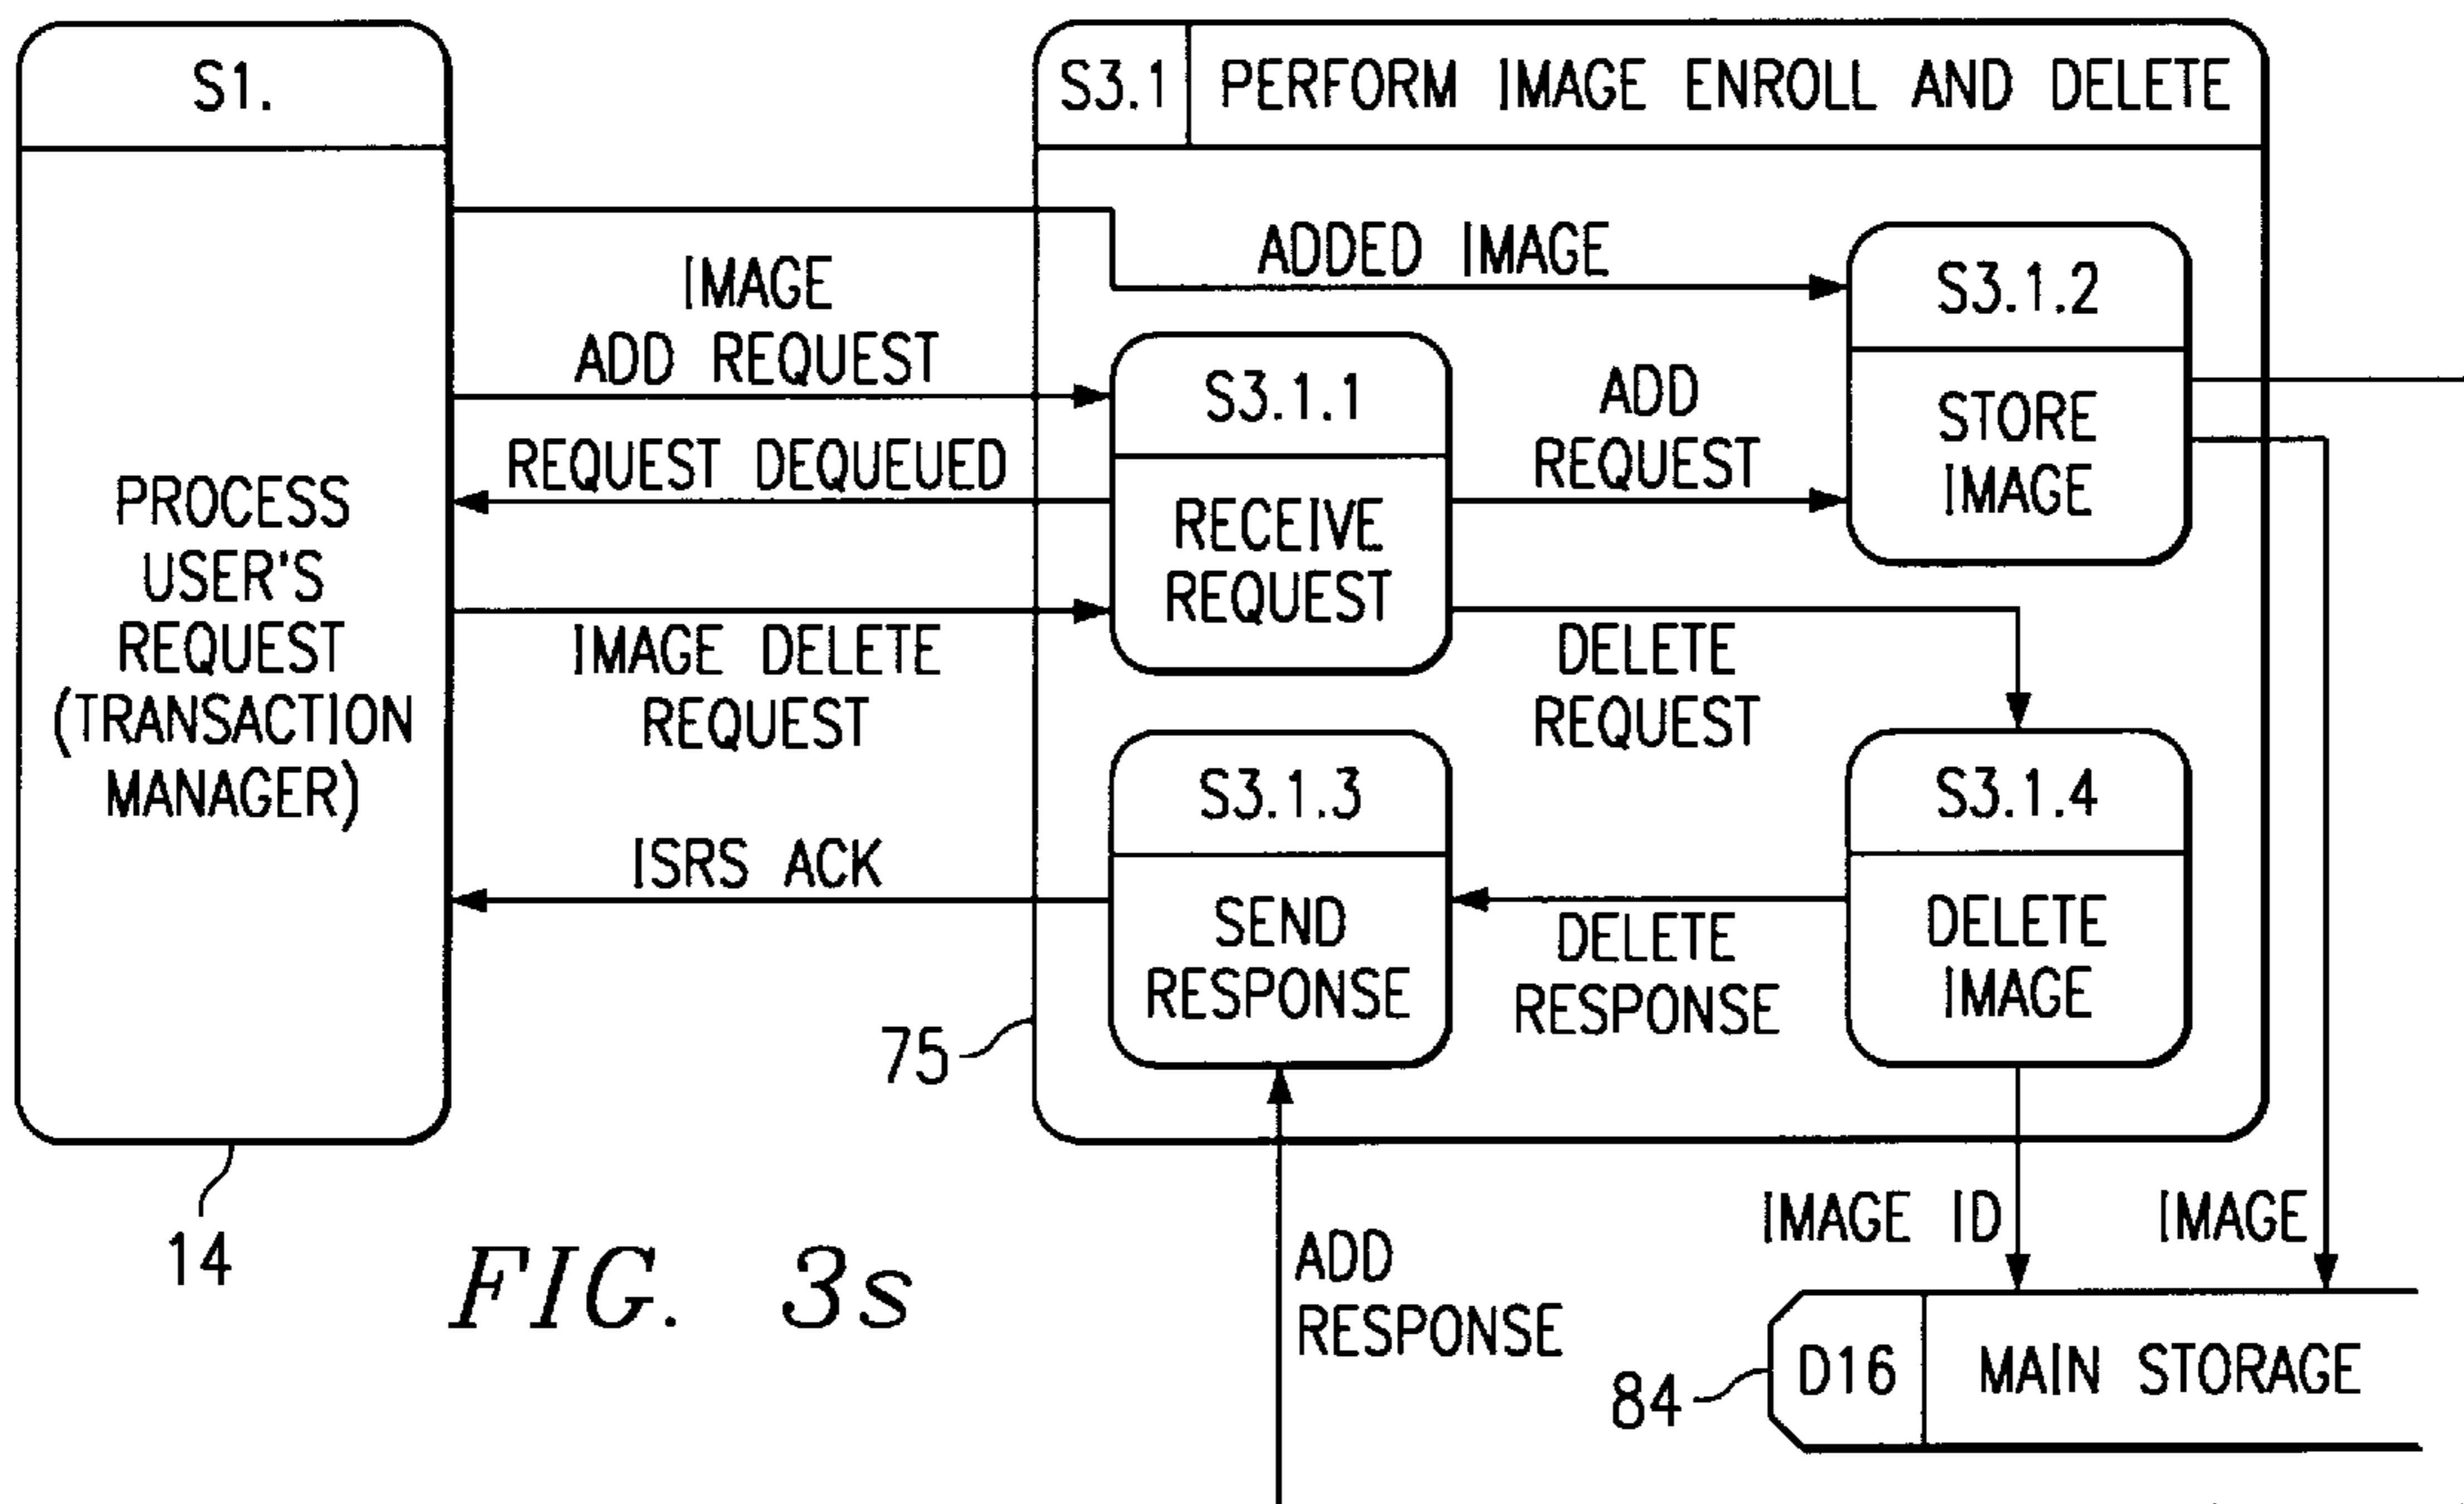 S1.
PROCESS
USER'S
REQUEST
(TRANSACTION
MANAGER)
14
IMAGE
ADD REQUEST
REQUEST DEQUEUED
IMAGE DELETE
REQUEST
ISRS ACK
75
S3.1
PERFORM IMAGE ENROLL AND DELETE
ADDED IMAGE
S3.1.1
RECEIVE
REQUEST
ADD
REQUEST
S3.1.2
STORE
IMAGE
DELETE
REQUEST
S3.1.3
SEND
RESPONSE
DELETE
RESPONSE
S3.1.4
DELETE
IMAGE
IMAGE ID
IMAGE
ADD
RESPONSE
84
D16
MAIN STORAGE
FIG. 3s